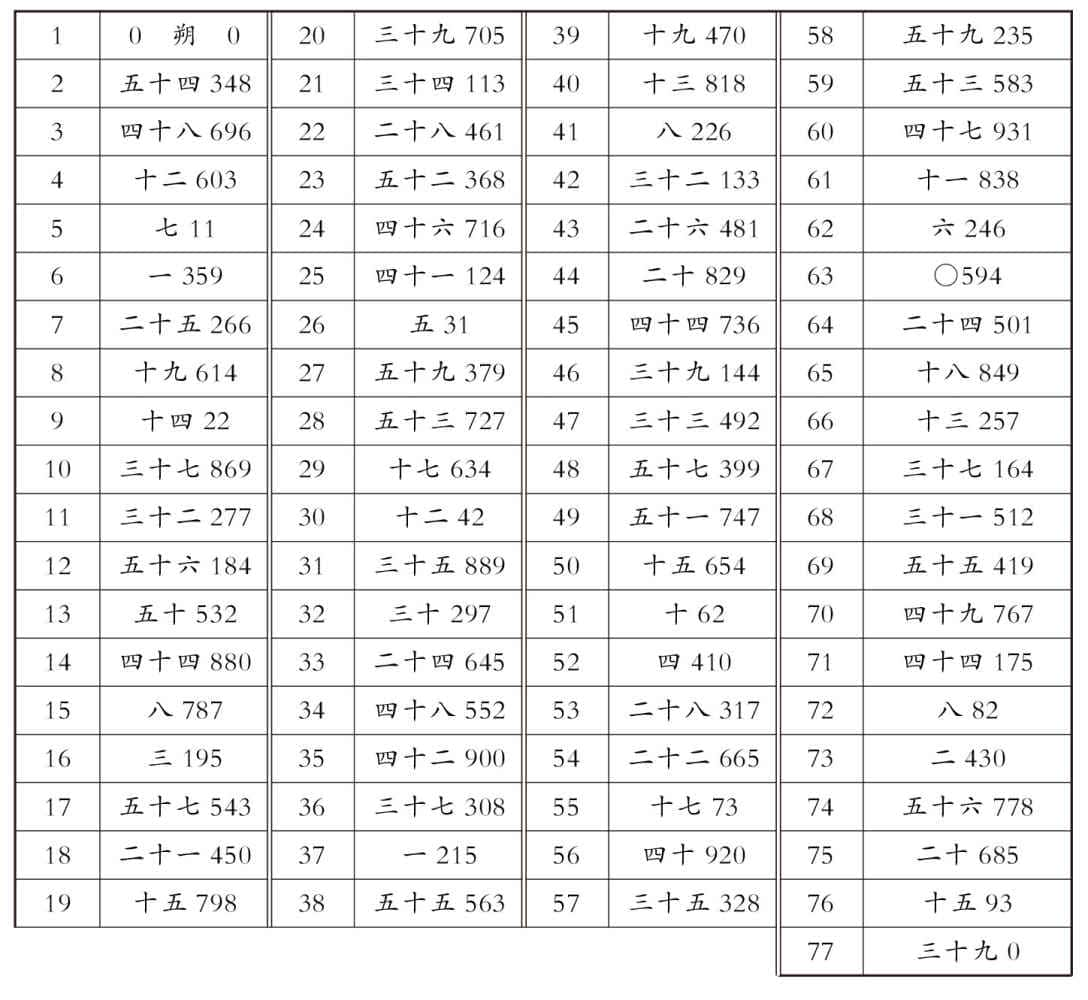 1 0 朔 0 20 三十九 705 39 十九 470 58 五十九 235
2 五十四 348 21 三十四 113 40 十三 818 59 五十三 583
3 四十八 696 22 二十八 461 41 八 226 60 四十七 931
4 十二 603 23 五十二 368 42 三十二 133 61 十一 838
5 七 11 24 四十六 716 43 二十六 481 62 六 246
6 一 359 25 四十一 124 44 二十 829 63 〇594
7 二十五 266 26 五 31 45 四十四 736 64 二十四 501
8 十九 614 27 五十九 379 46 三十九 144 65 十八 849
9 十四 22 28 五十三 727 47 三十三 492 66 十三 257
10 三十七 869 29 十七 634 48 五十七 399 67 三十七 164
11 三十二 277 30 十二 42 49 五十一 747 68 三十一 512
12 五十六 184 31 三十五 889 50 十五 654 69 五十五 419
13 五十 532 32 三十 297 51 十 62 70 四十九 767
14 四十四 880 33 二十四 645 52 四 410 71 四十四 175
15 八 787 34 四十八 552 53 二十八 317 72 八 82
16 三 195 35 四十二 900 54 二十二 665 73 二 430
17 五十七 543 36 三十七 308 55 十七 73 74 五十六 778
18 二十一 450 37 一 215 56 四十 920 75 二十 685
19 十五 798 38 五十五 563 57 三十五 328 76 十五 93
77 三十九 0